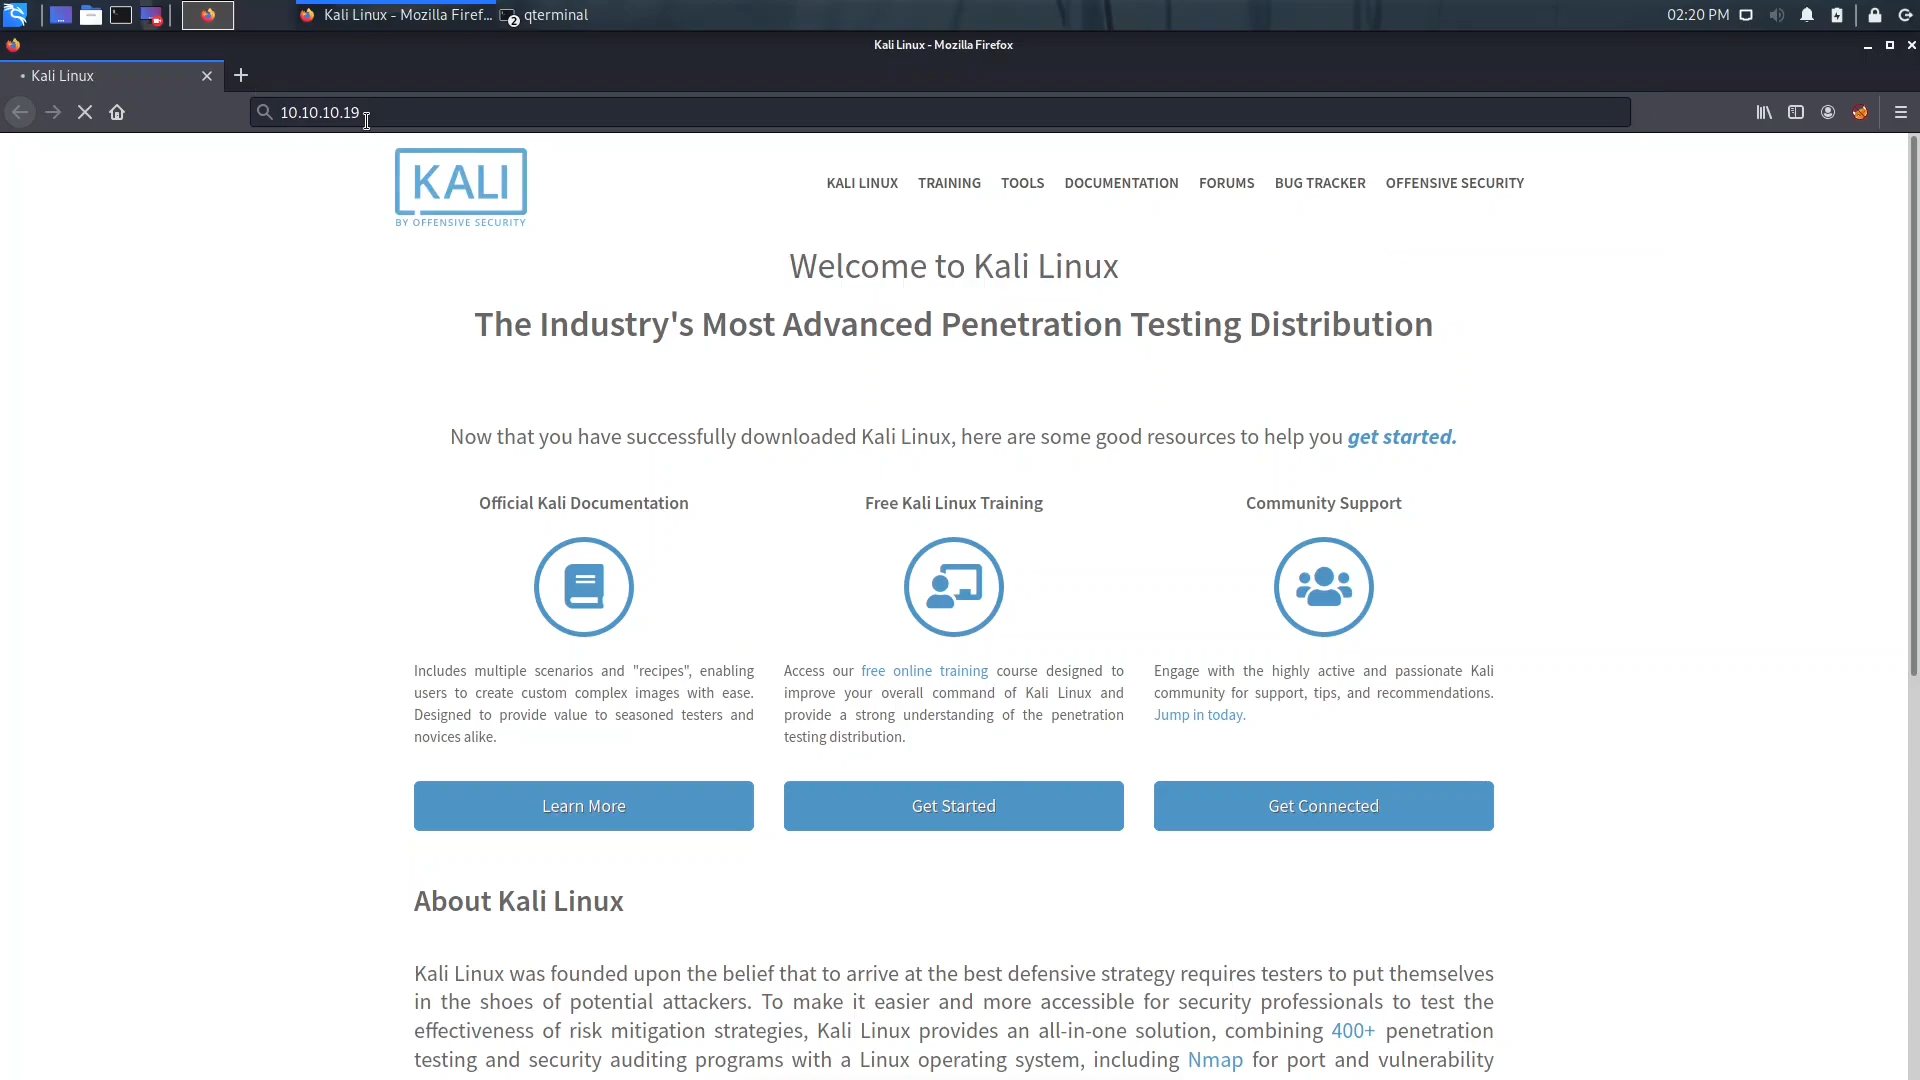 Kali Linux - Mozilla Firef...
2
qterminal
02:20 PM
Kali Linux - Mozilla Firefox
Kali Linux
10.10.10.19
KALI
BY OFFENSIVE SECURITY
KALI LINUX TRAINING TOOLS DOCUMENTATION FORUMS BUG TRACKER OFFENSIVE SECURITY
Welcome to Kali Linux
The Industry's Most Advanced Penetration Testing Distribution
Now that you have successfully downloaded Kali Linux, here are some good resources to help you get started.
Official Kali Documentation
Includes multiple scenarios and "recipes", enabling
users to create custom complex images with ease.
Designed to provide value to seasoned testers and
novices alike.
Learn More
Free Kali Linux Training
Access our free online training course designed to
improve your overall command of Kali Linux and
provide a strong understanding of the penetration
testing distribution.
Get Started
Community Support
Engage with the highly active and passionate Kali
community for support, tips, and recommendations.
Jump in today.
Get Connected
About Kali Linux
Kali Linux was founded upon the belief that to arrive at the best defensive strategy requires testers to put themselves
in the shoes of potential attackers. To make it easier and more accessible for security professionals to test the
effectiveness of risk mitigation strategies, Kali Linux provides an all-in-one solution, combining 400+ penetration
testing and security auditing programs with a Linux operating system, including Nmap for port and vulnerability